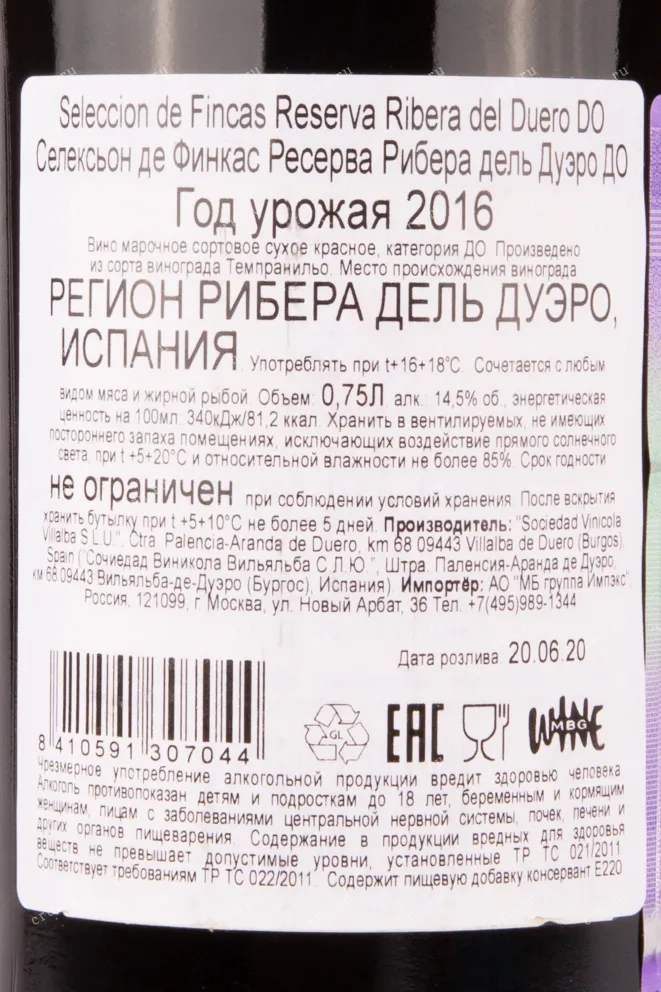 Seleccion de Fincas Reserva Ribera del Duero DO
Селексьон де Финкас Ресерва Рибера дель Дуэро ДО
Год урожая 2016
Вино марочное сортовое сухое красное, категория ДО Произведено
из сорта винограда Темпранильо. Место происхождения винограда
РЕГИОН РИБЕРА ДЕЛЬ ДУЭРО,
ИСПАНИЯ Употреблять при t+16+18°C. Сочетается с любым
видом мяса и жирной рыбой. Объем: 0,75Л алк.: 14,5% об., энергетическая
ценность на 100мл. 340кДж/81,2 ккал. Хранить в вентилируемых, не имеющих
постороннего запаха помещениях, исключающих воздействие прямого солнечного
света, при t +5+20°C и относительной влажности не более 85%. Срок годности
не ограничен при соблюдении условий хранения. После вскрытия
хранить бутылку при t +5+10°C не более 5 дней. Производитель: "Sociedad Vinicola
Villalba S.L.U.", Ctra. Palencia-Aranda de Duero, km 68 09443 Villalba de Duero (Burgos),
Spain ("Сочиедад Виникола Вильяльба С.Л.Ю.", Штра. Паленсия-Аранда де Дуэро,
км 68 09443 Вильяльба-де-Дуэро (Бургос), Испания). Импортёр: АО "МБ группа Импэкс",
Россия, 121099, г. Москва, ул. Новый Арбат, 36 Тел. +7(495)989-1344
Дата розлива 20.06.20
8 410591 307044
GL
EAC
WINE
MBG
Чрезмерное употребление алкогольной продукции вредит здоровью человека
Алкоголь противопоказан детям и подросткам до 18 лет, беременным и кормящим
женщинам, лицам с заболеваниями центральной нервной системы, почек, печени и
других органов пищеварения. Содержание в продукции вредных для здоровья
веществ не превышает допустимые уровни, установленные ТР ТС 021/2011
Соответствует требованиям ТР ТС 022/2011. Содержит пищевую добавку консервант Е220